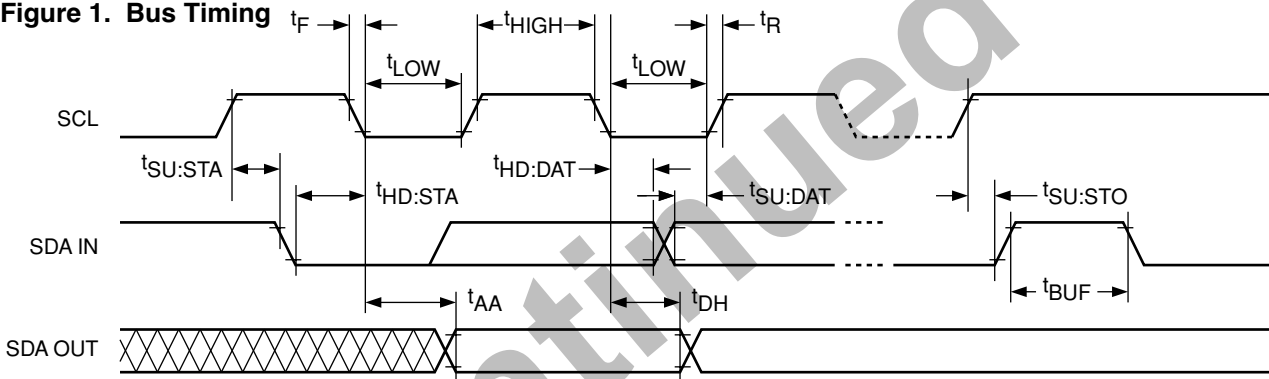 Figure 1. Bus Timing
tF
tHIGH
tR
tLOW
tLOW
SCL
tSU:STA
tHD:DAT
tHD:STA
tSU:DAT
tSU:STO
SDA IN
tBUF
tAA
tDH
SDA OUT